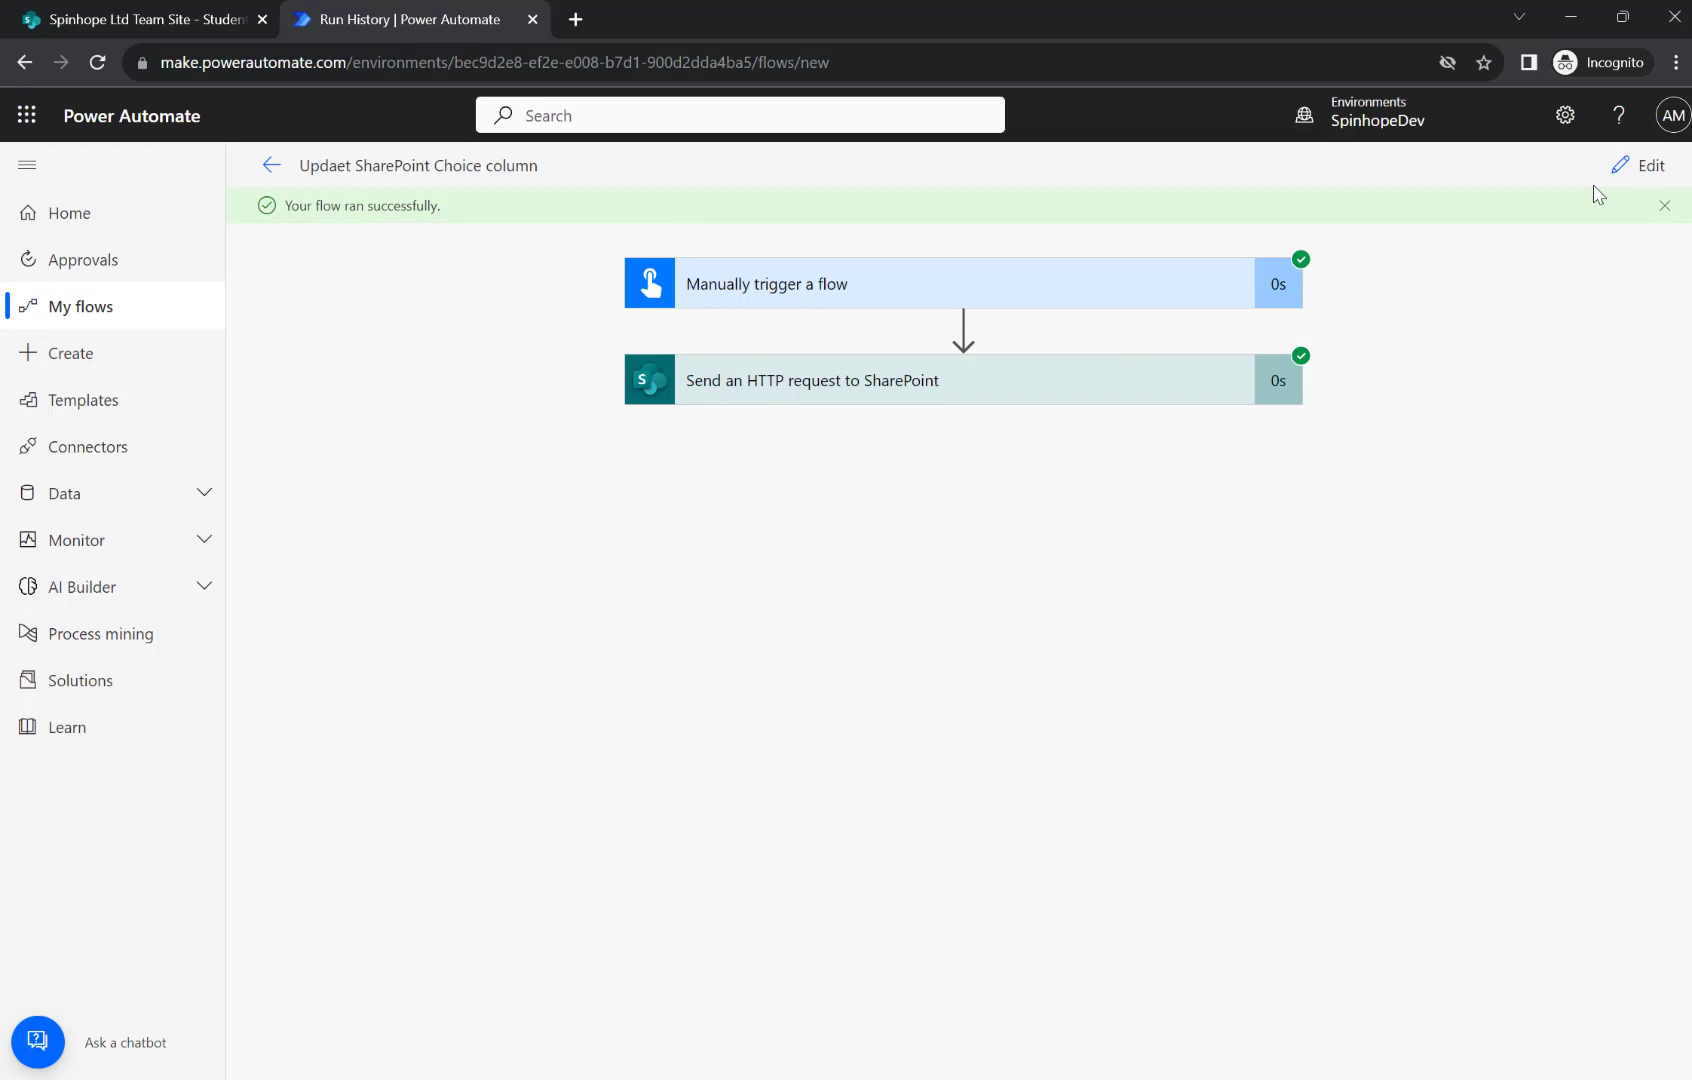 Spinhope Ltd Team Site - Studen
Run History | Power Automate
make.powerautomate.com/environments/bec9d2e8-ef2e-e008-b7d1-900d2dda4ba5/flows/new
Incognito
Power Automate
Search
Environments
SpinhopeDev
AM
Updaet SharePoint Choice column
Edit
Your flow ran successfully.
Home
Approvals
My flows
Create
Templates
Connectors
Data
Monitor
AI Builder
Process mining
Solutions
Learn
Manually trigger a flow
0s
Send an HTTP request to SharePoint
0s
Ask a chatbot